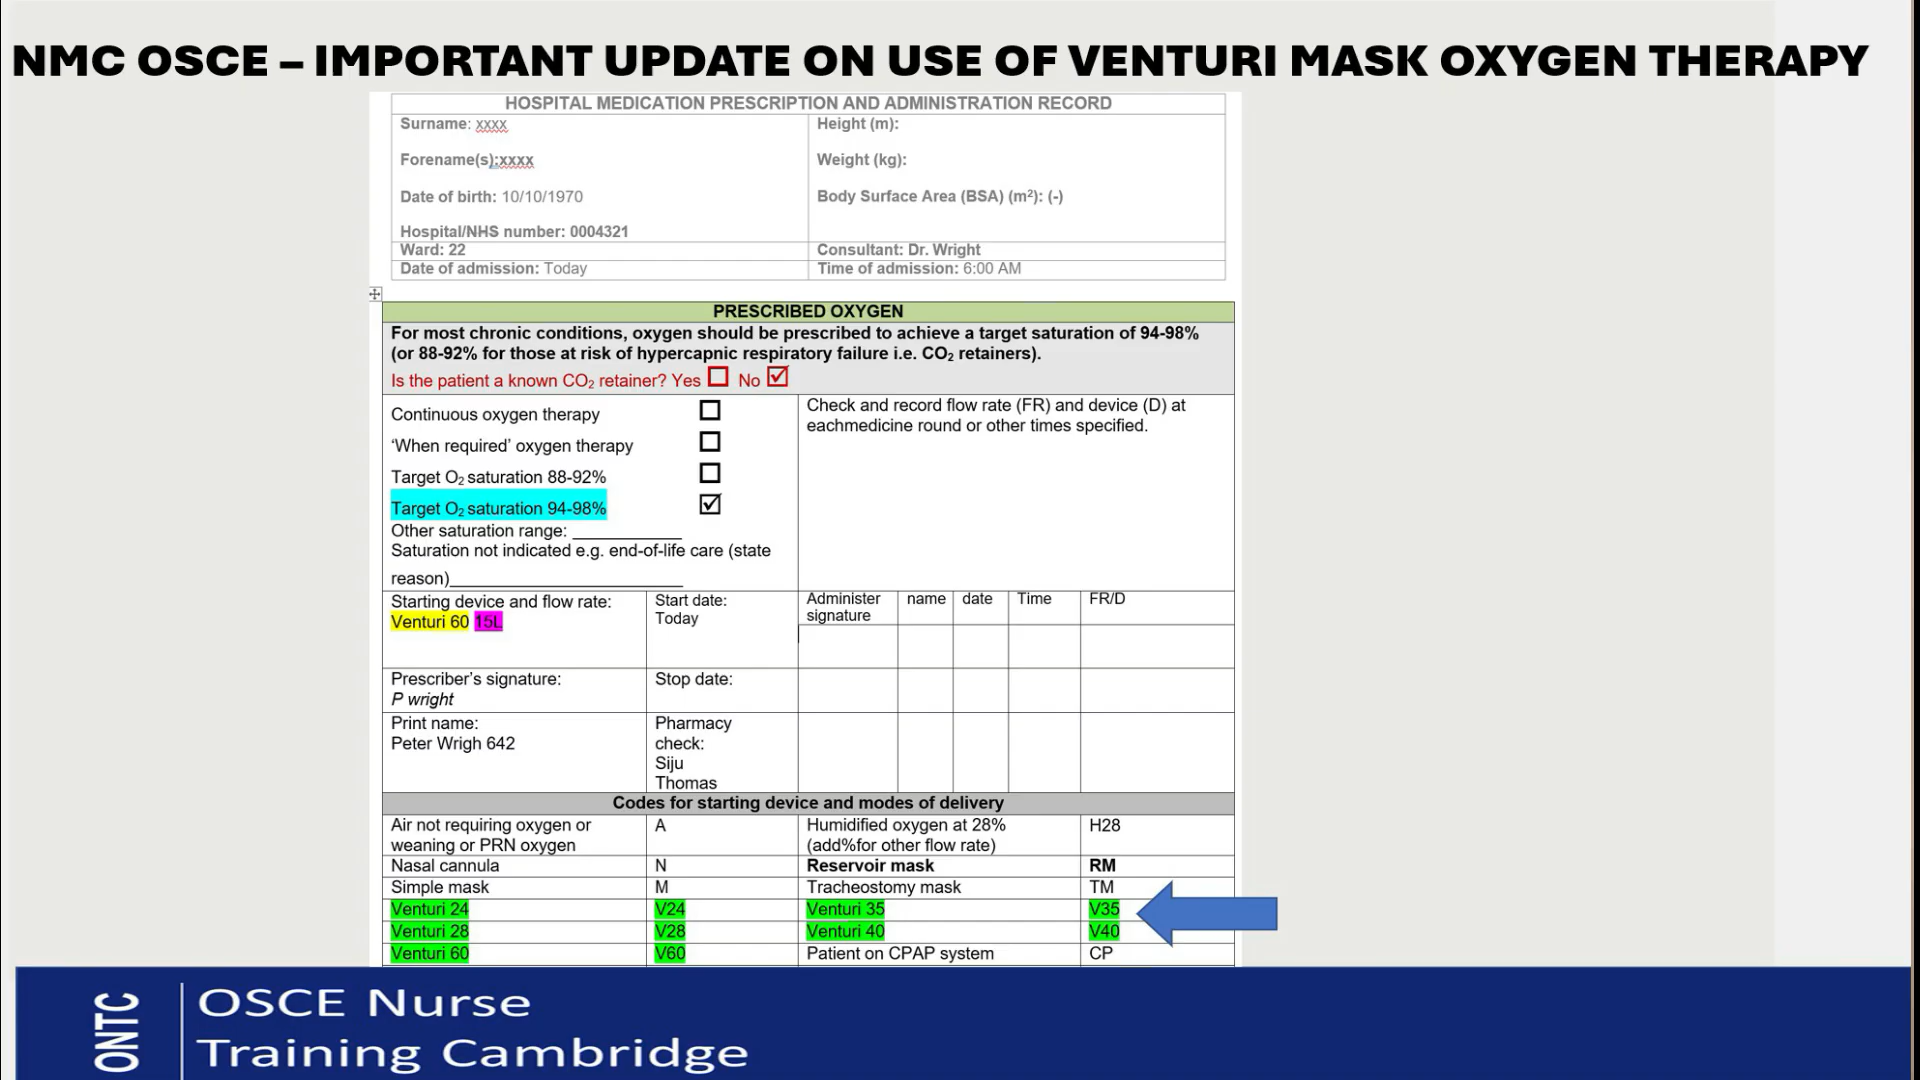 NMC OSCE – IMPORTANT UPDATE ON USE OF VENTURI MASK OXYGEN THERAPY
HOSPITAL MEDICATION PRESCRIPTION AND ADMINISTRATION RECORD
Surname: xxxx
Height (m):
Forename(s):xxxx
Weight (kg):
Date of birth: 10/10/1970
Body Surface Area (BSA) (m²): (-)
Hospital/NHS number: 0004321
Ward: 22
Consultant: Dr. Wright
Date of admission: Today
Time of admission: 6:00 AM
PRESCRIBED OXYGEN
For most chronic conditions, oxygen should be prescribed to achieve a target saturation of 94-98%
(or 88-92% for those at risk of hypercapnic respiratory failure i.e. CO₂ retainers).
Is the patient a known CO₂ retainer? Yes ☐ No ☑
Continuous oxygen therapy ☐
‘When required’ oxygen therapy ☐
Target O₂ saturation 88-92% ☐
Target O₂ saturation 94-98% ☑
Other saturation range: ____________
Saturation not indicated e.g. end-of-life care (state
reason)_________________________
Check and record flow rate (FR) and device (D) at
eachmedicine round or other times specified.
Starting device and flow rate:
Venturi 60 15L
Start date:
Today
Administer
signature
name
date
Time
FR/D
Prescriber’s signature:
P wright
Stop date:
Print name:
Peter Wrigh 642
Pharmacy
check:
Siju
Thomas
Codes for starting device and modes of delivery
Air not requiring oxygen or
weaning or PRN oxygen
A
Humidified oxygen at 28%
(add%for other flow rate)
H28
Nasal cannula
N
Reservoir mask
RM
Simple mask
M
Tracheostomy mask
TM
Venturi 24
V24
Venturi 35
V35
Venturi 28
V28
Venturi 40
V40
Venturi 60
V60
Patient on CPAP system
CP
ONTC
OSCE Nurse
Training Cambridge